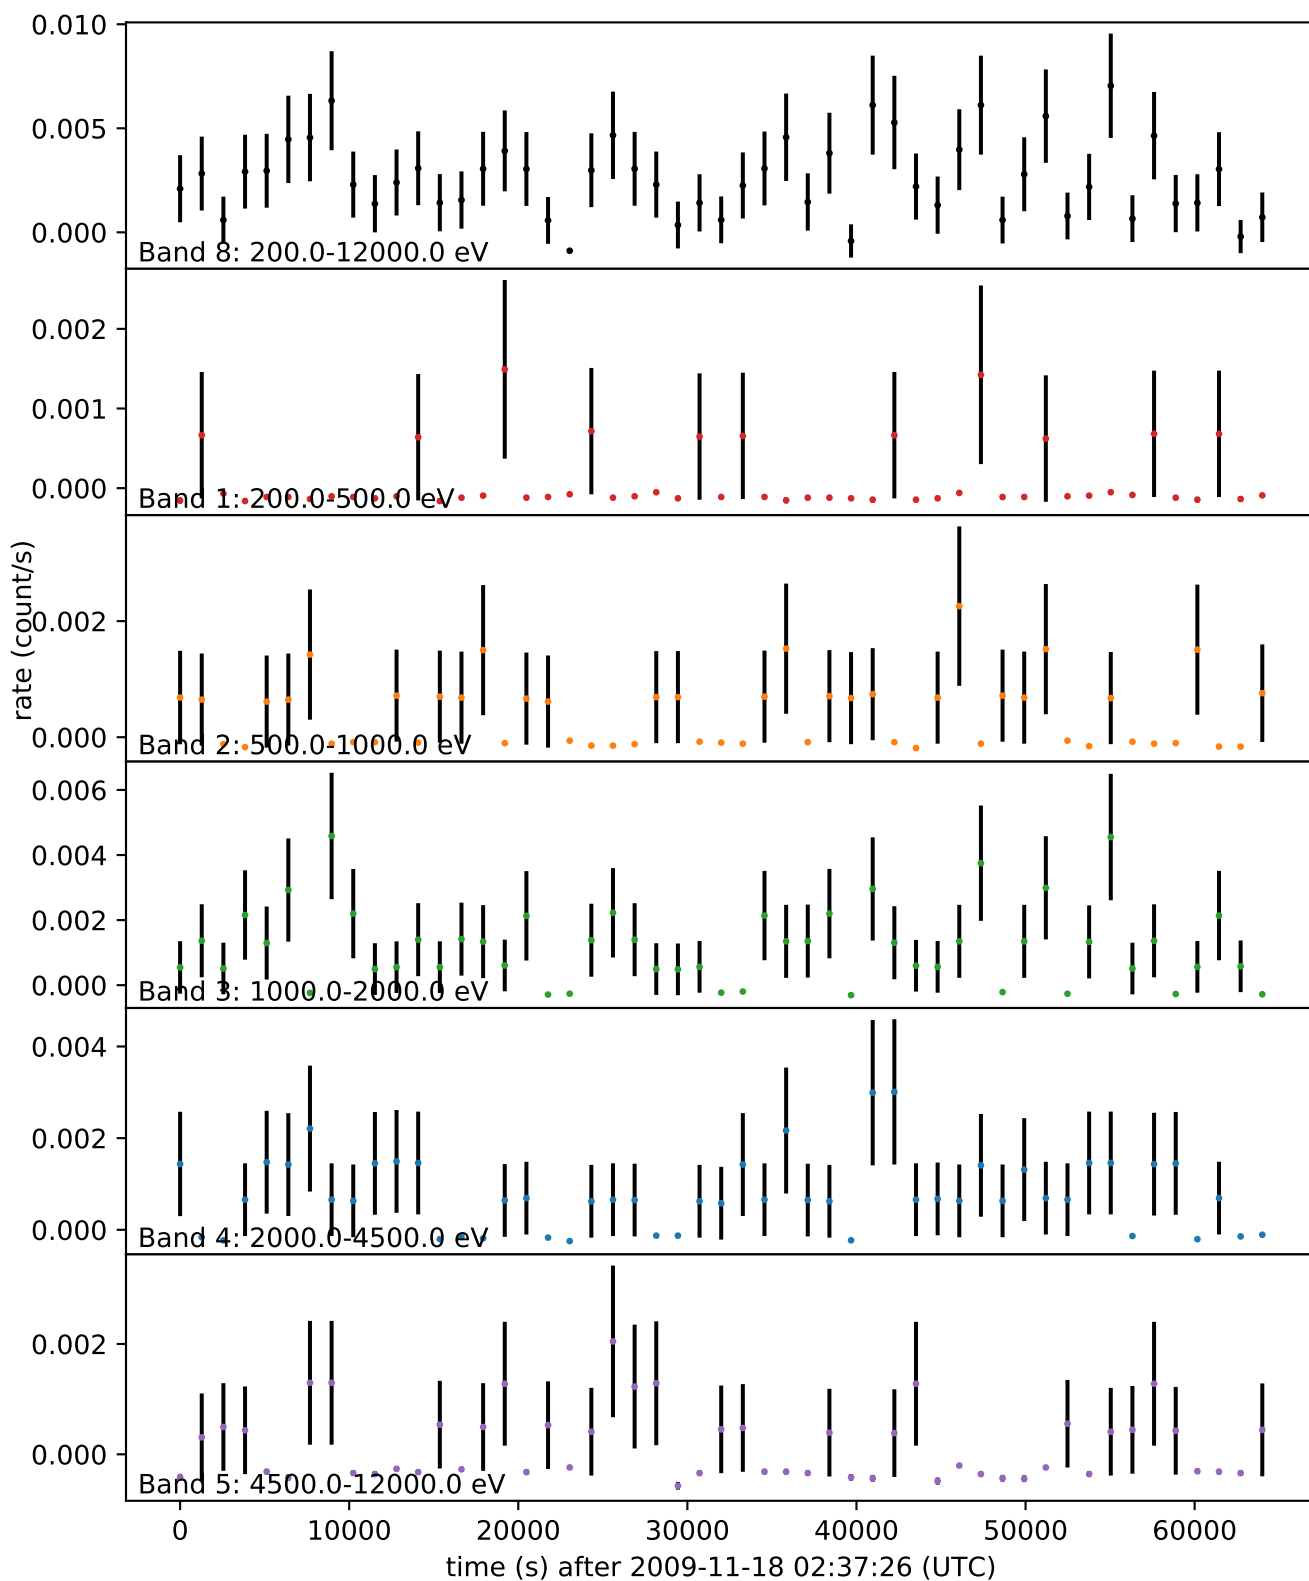 0.010
0.005
0.000
Band 8: 200.0-12000.0 eV
0.002
0.001
0.000
Band 1: 200.0-500.0 eV
rate (count/s)
0.002
0.000
Band 2: 500.0-1000.0 eV
0.006
0.004
0.002
0.000
Band 3: 1000.0-2000.0 eV
0.004
0.002
0.000
Band 4: 2000.0-4500.0 eV
0.002
0.000
Band 5: 4500.0-12000.0 eV
0 10000 20000 30000 40000 50000 60000
time (s) after 2009-11-18 02:37:26 (UTC)